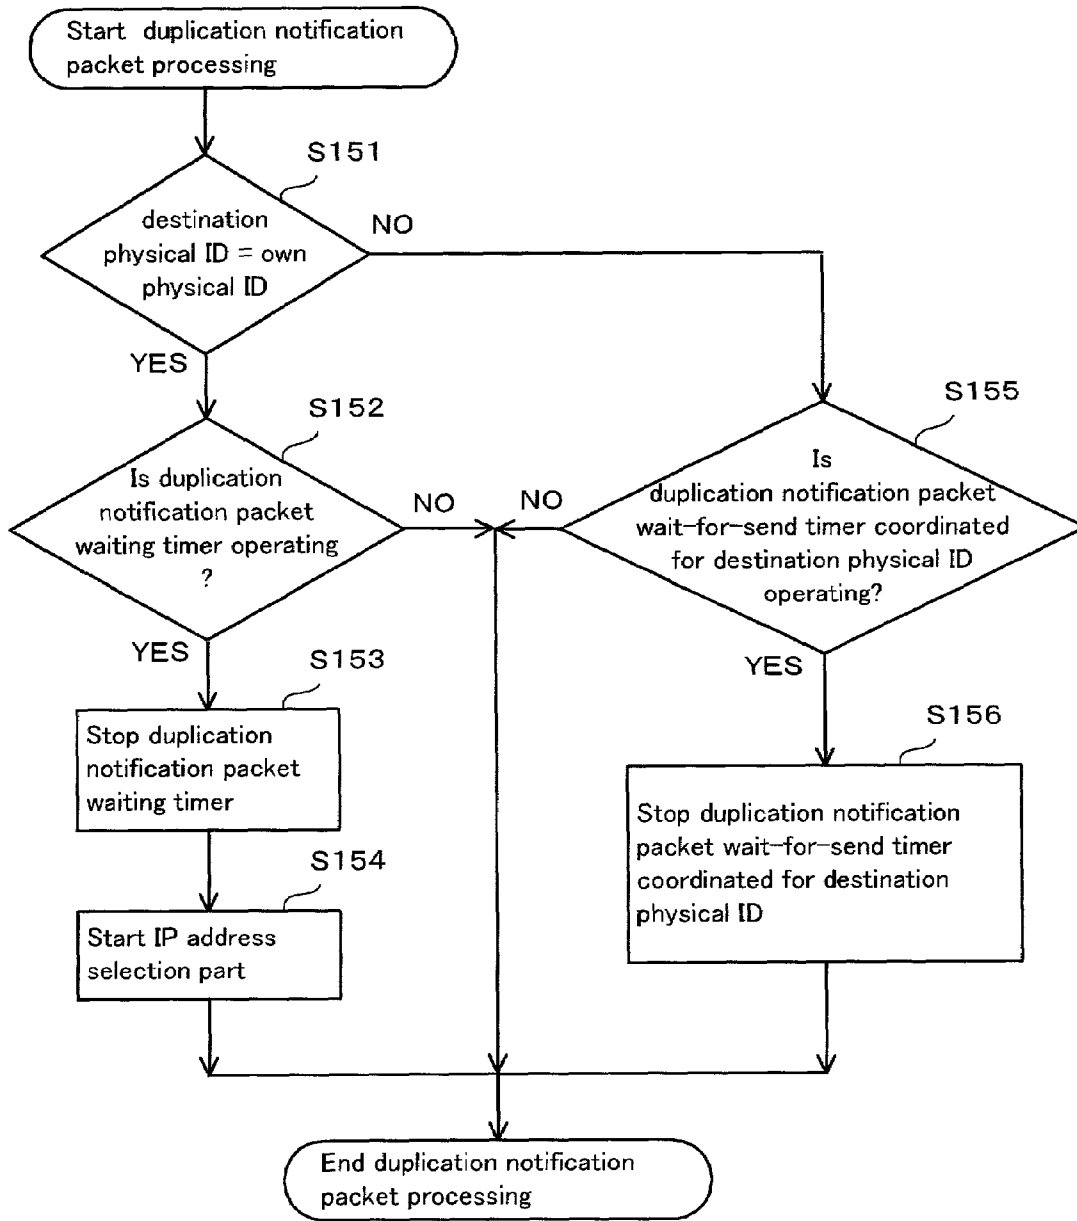 Start duplication notification
packet processing
S151
destination
physical ID = own
physical ID
NO
YES
S152
Is duplication
notification packet
waiting timer operating
?
NO
YES
S155
Is
duplication notification packet
wait-for-send timer coordinated
for destination physical ID
operating?
NO
YES
S153
Stop duplication
notification packet
waiting timer
S154
Start IP address
selection part
S156
Stop duplication notification
packet wait-for-send timer
coordinated for destination
physical ID
End duplication notification
packet processing